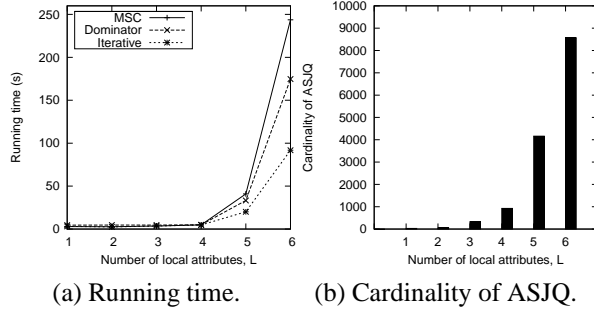 MSC
Dominator
Iterative
250
200
150
100
50
0
Running time (s)
1 2 3 4 5 6
Number of local attributes, L
(a) Running time.
10000
9000
8000
7000
6000
5000
4000
3000
2000
1000
0
Cardinality of ASJQ
1 2 3 4 5 6
Number of local attributes, L
(b) Cardinality of ASJQ.